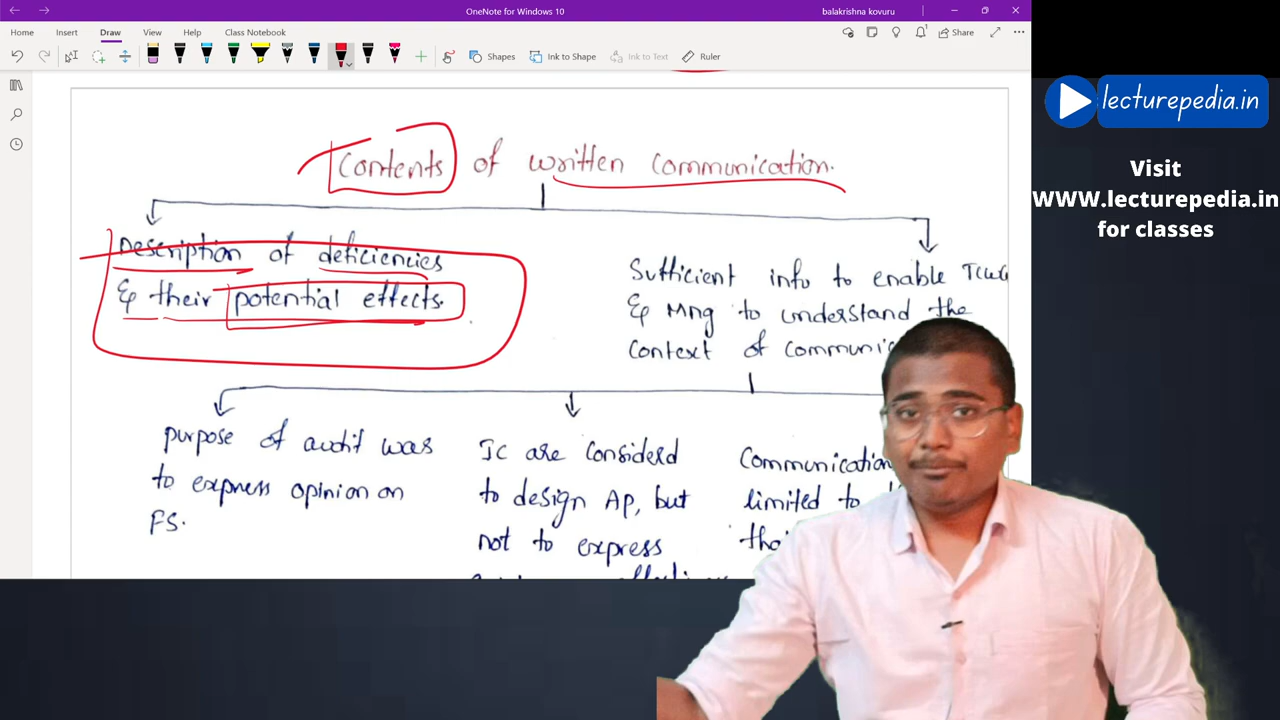 OneNote for Windows 10
balakrishna kovuru
Home Insert Draw View Help Class Notebook
Share
Shapes
Ink to Shape
Ink to Text
Ruler
lecturepedia.in
Visit
WWW.lecturepedia.in
for classes
Contents of written communication.
Description of deficiencies
& their potential effects.
Sufficient info to enable TCWG
& Mng to understand the
context of
purpose of audit was
to express opinion on
FS.
IC are considerd
to design AP, but
not to express
Communication
limited to